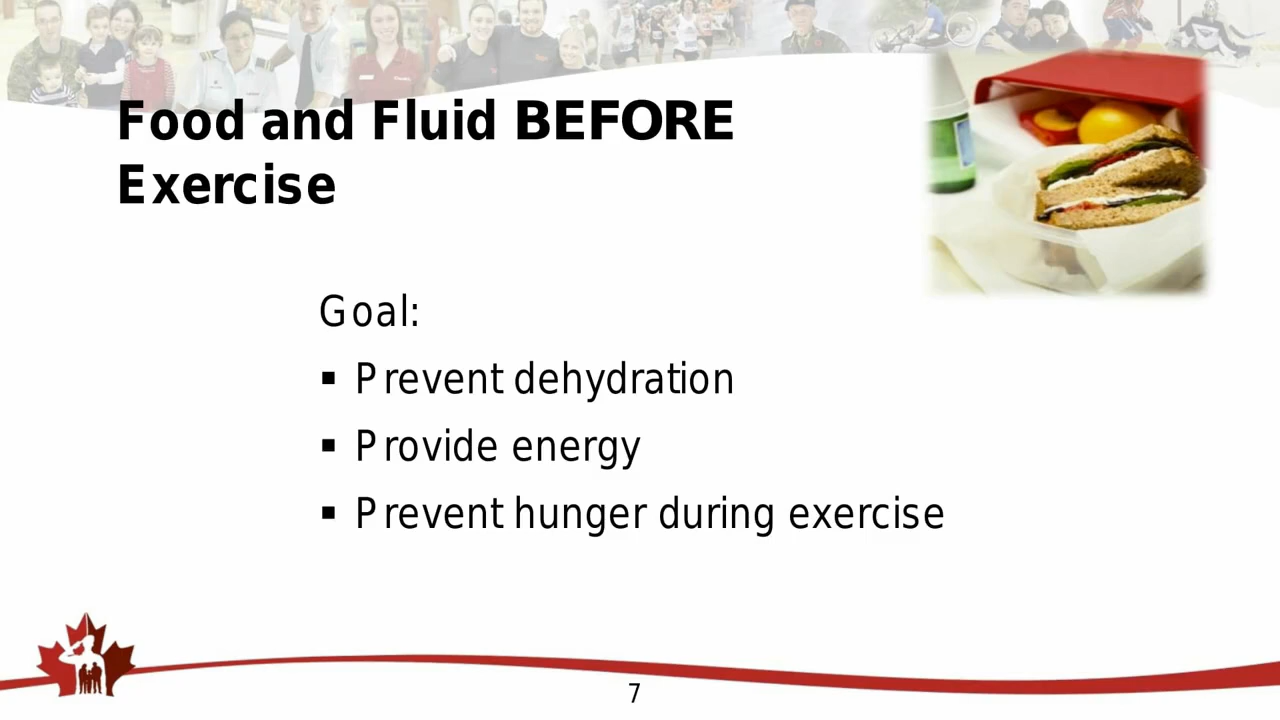 Food and Fluid BEFORE
Exercise
Goal:
▪ Prevent dehydration
▪ Provide energy
▪ Prevent hunger during exercise
7